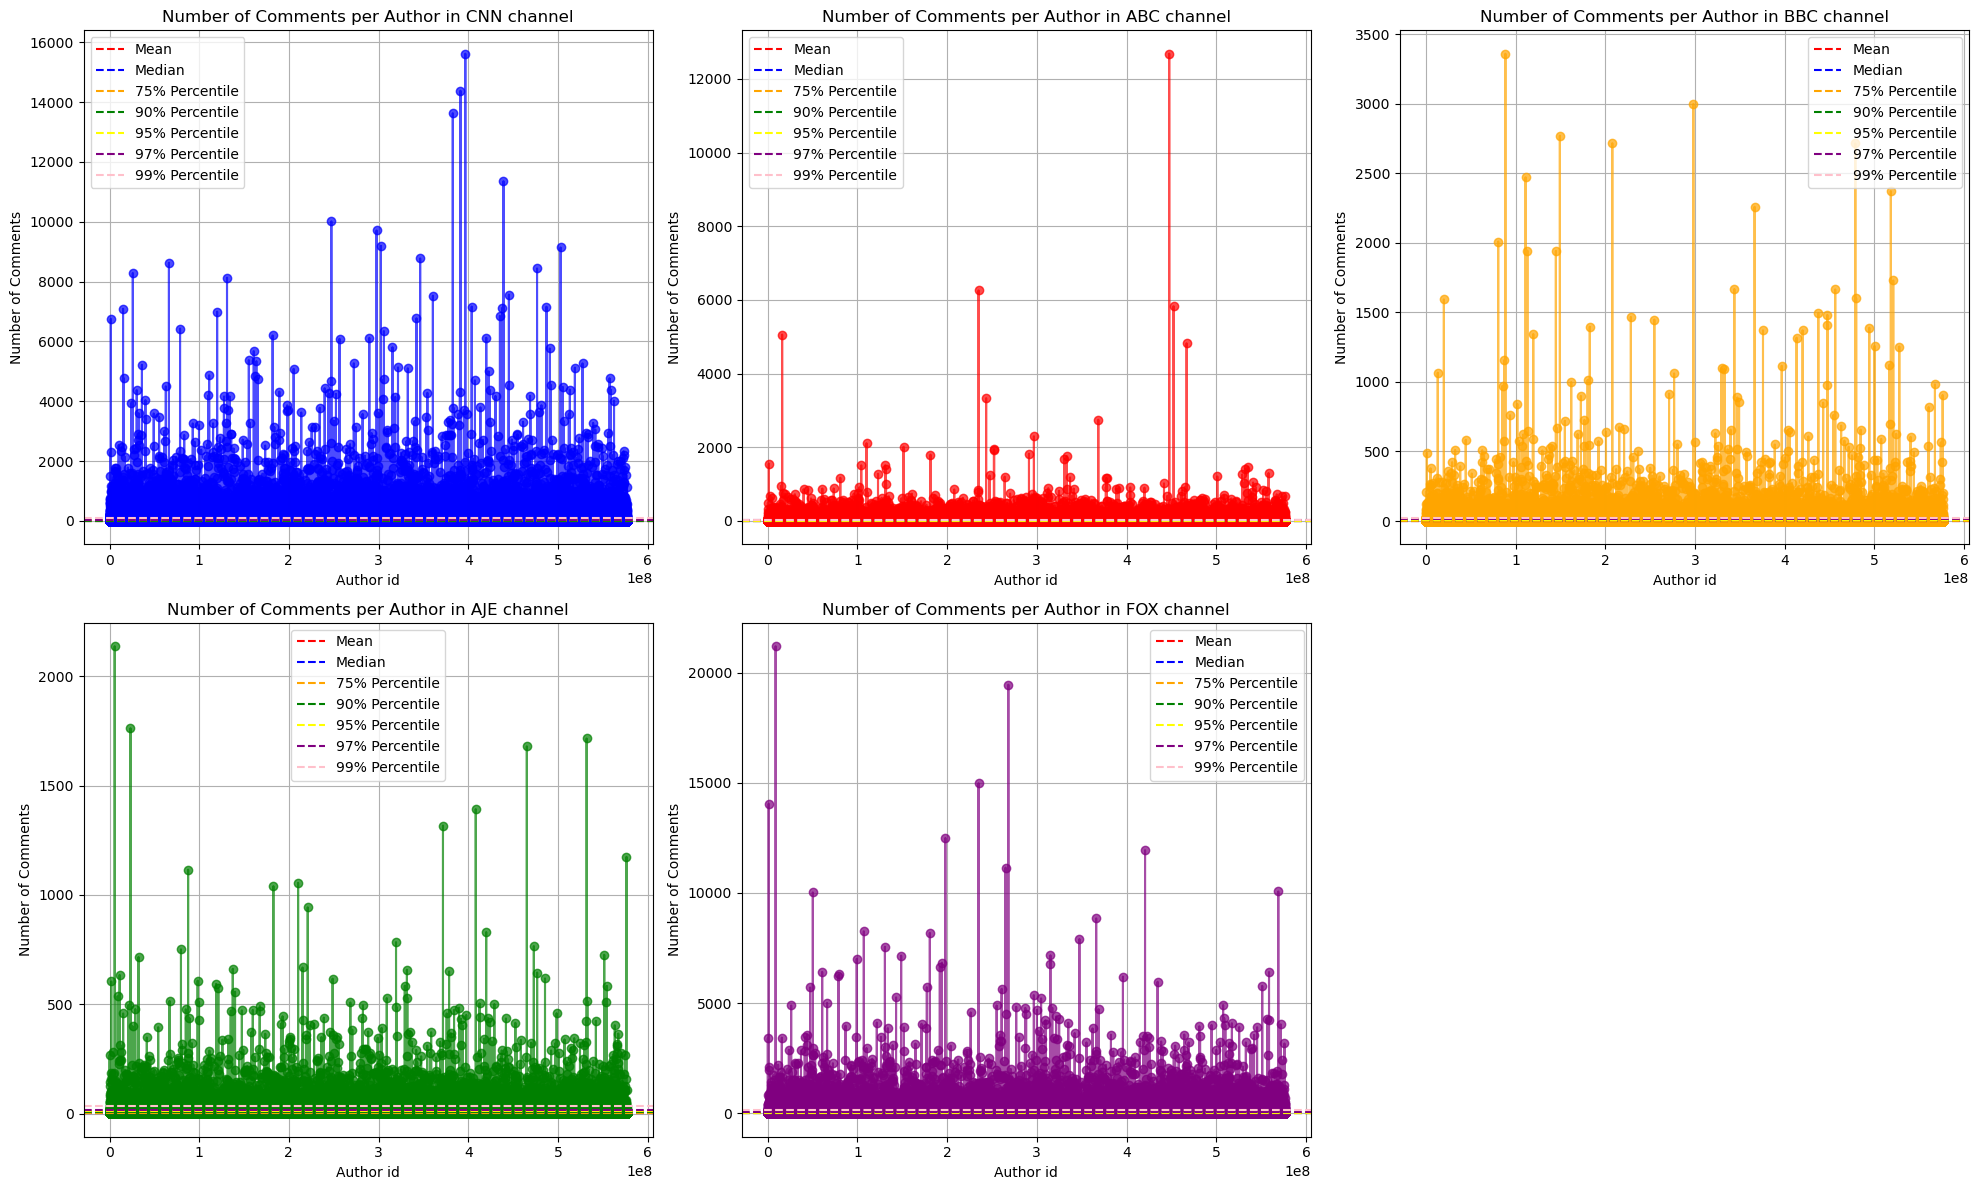 Number of Comments per Author in CNN channel
Mean
Median
75% Percentile
90% Percentile
95% Percentile
97% Percentile
99% Percentile
16000
14000
12000
10000
8000
6000
4000
2000
0
Number of Comments
0 1 2 3 4 5 6
1e8
Author id
Number of Comments per Author in ABC channel
Mean
Median
75% Percentile
90% Percentile
95% Percentile
97% Percentile
99% Percentile
12000
10000
8000
6000
4000
2000
0
Number of Comments
0 1 2 3 4 5 6
1e8
Author id
Number of Comments per Author in BBC channel
Mean
Median
75% Percentile
90% Percentile
95% Percentile
97% Percentile
99% Percentile
3500
3000
2500
2000
1500
1000
500
0
Number of Comments
0 1 2 3 4 5 6
1e8
Author id
Number of Comments per Author in AJE channel
Mean
Median
75% Percentile
90% Percentile
95% Percentile
97% Percentile
99% Percentile
2000
1500
1000
500
0
Number of Comments
0 1 2 3 4 5 6
1e8
Author id
Number of Comments per Author in FOX channel
Mean
Median
75% Percentile
90% Percentile
95% Percentile
97% Percentile
99% Percentile
20000
15000
10000
5000
0
Number of Comments
0 1 2 3 4 5 6
1e8
Author id